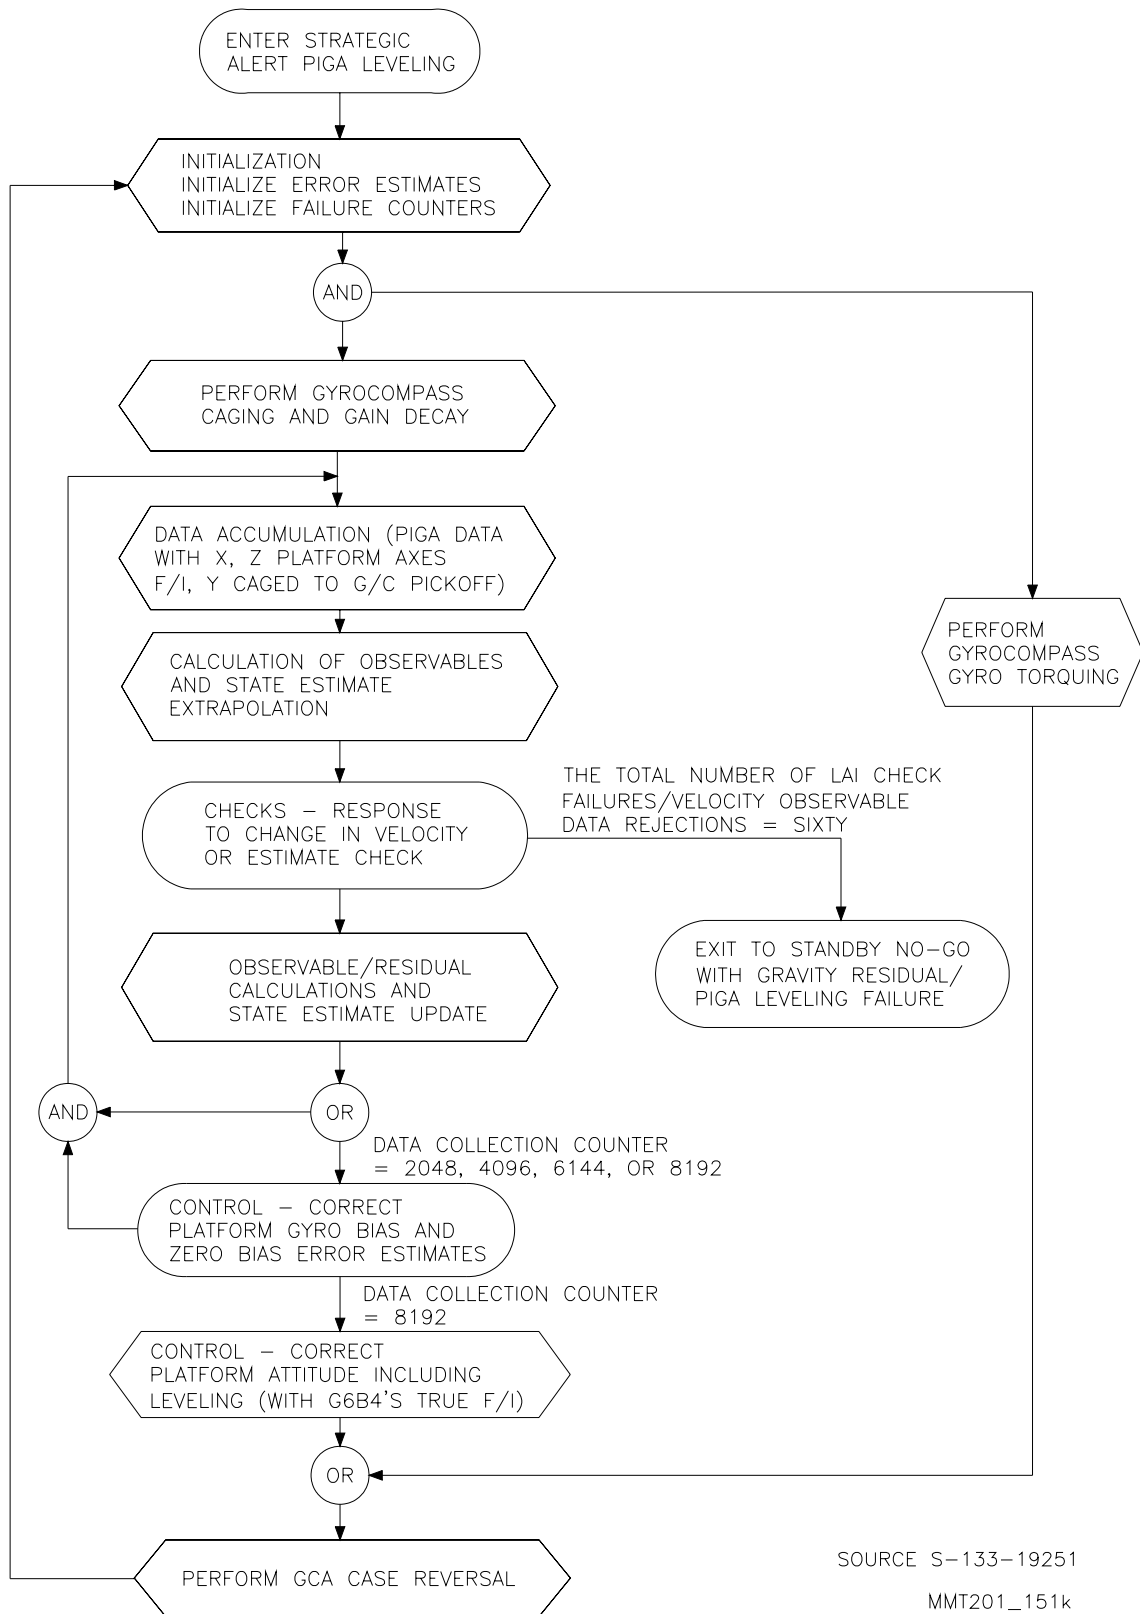 ENTER STRATEGIC
ALERT PIGA LEVELING
INITIALIZATION
INITIALIZE ERROR ESTIMATES
INITIALIZE FAILURE COUNTERS
AND
PERFORM GYROCOMPASS
CAGING AND GAIN DECAY
DATA ACCUMULATION (PIGA DATA
WITH X, Z PLATFORM AXES
F/I, Y CAGED TO G/C PICKOFF)
PERFORM
GYROCOMPASS
GYRO TORQUING
CALCULATION OF OBSERVABLES
AND STATE ESTIMATE
EXTRAPOLATION
CHECKS – RESPONSE
TO CHANGE IN VELOCITY
OR ESTIMATE CHECK
THE TOTAL NUMBER OF LAI CHECK
FAILURES/VELOCITY OBSERVABLE
DATA REJECTIONS = SIXTY
EXIT TO STANDBY NO–GO
WITH GRAVITY RESIDUAL/
PIGA LEVELING FAILURE
OBSERVABLE/RESIDUAL
CALCULATIONS AND
STATE ESTIMATE UPDATE
AND
OR
DATA COLLECTION COUNTER
= 2048, 4096, 6144, OR 8192
CONTROL – CORRECT
PLATFORM GYRO BIAS AND
ZERO BIAS ERROR ESTIMATES
DATA COLLECTION COUNTER
= 8192
CONTROL – CORRECT
PLATFORM ATTITUDE INCLUDING
LEVELING (WITH G6B4'S TRUE F/I)
OR
PERFORM GCA CASE REVERSAL
SOURCE S–133–19251
MMT201_151k